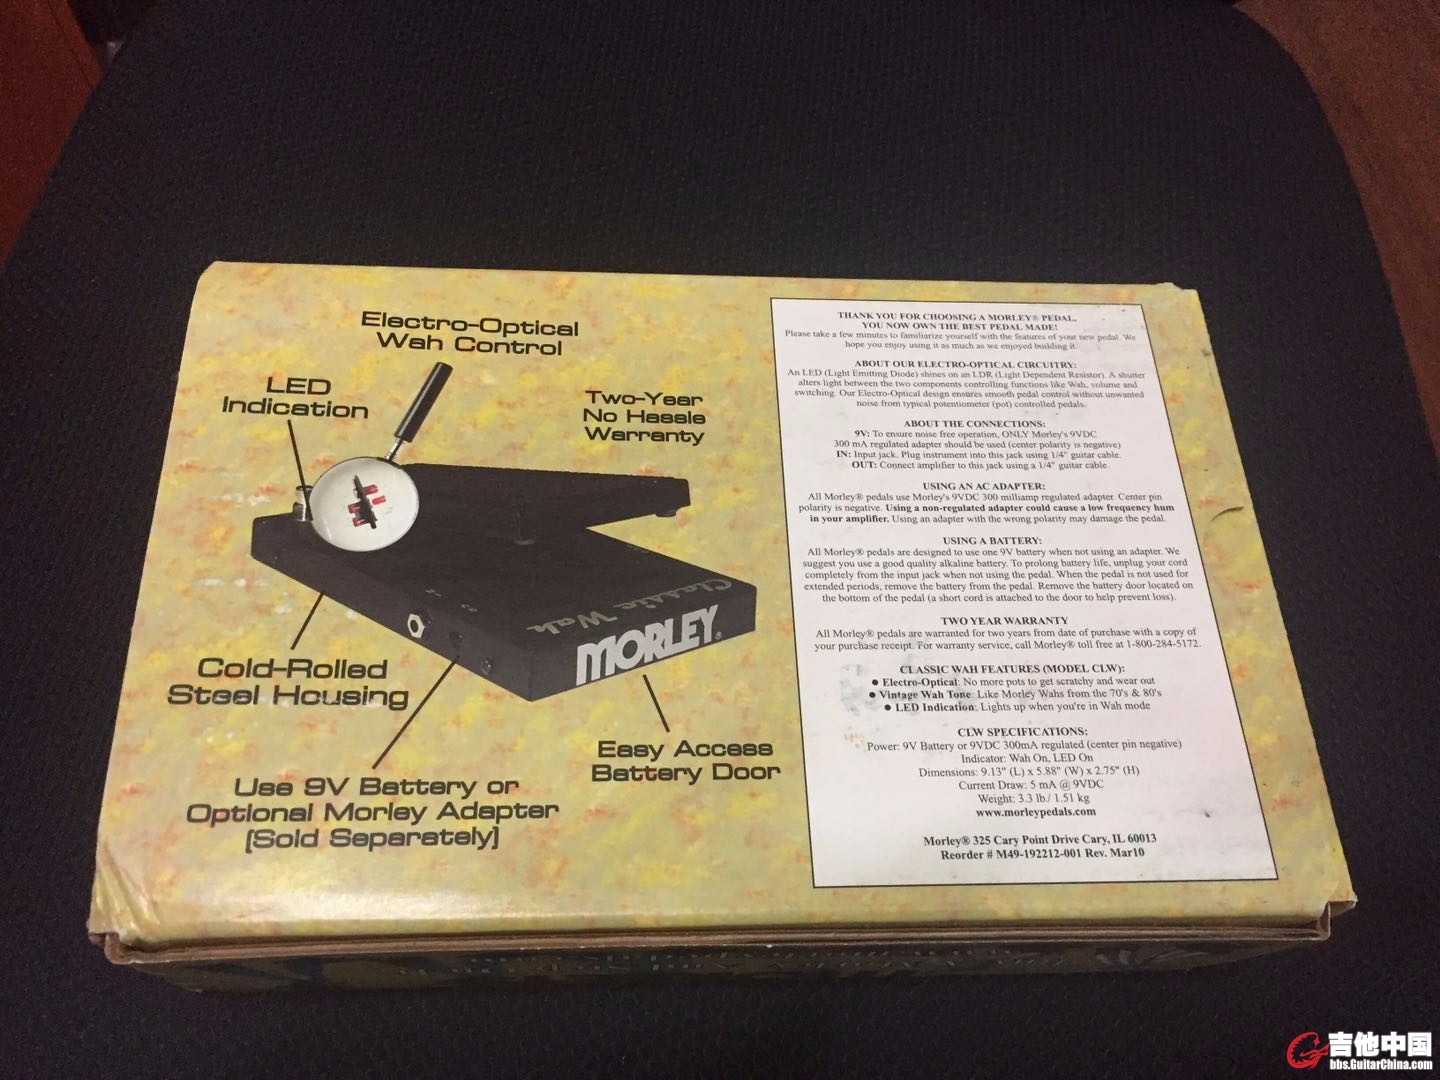 Electro-Optical
Wah Control
LED
Indication
Two-Year
No Hassle
Warranty
Classic Wah
MORLEY®
Cold-Rolled
Steel Housing
Easy Access
Battery Door
Use 9V Battery or
Optional Morley Adapter
[Sold Separately]
THANK YOU FOR CHOOSING A MORLEY® PEDAL,
YOU NOW OWN THE BEST PEDAL MADE!
Please take a few minutes to familiarize yourself with the features of your new pedal. We
hope you enjoy using it as much as we enjoyed building it.
ABOUT OUR ELECTRO-OPTICAL CIRCUITRY:
An LED (Light Emitting Diode) shines on an LDR (Light Dependent Resistor). A shutter
alters light between the two components controlling functions like Wah, volume and
switching. Our Electro-Optical design ensures smooth pedal control without unwanted
noise from typical potentiometer (pot) controlled pedals.
ABOUT THE CONNECTIONS:
9V: To ensure noise free operation, ONLY Morley's 9VDC
300 mA regulated adapter should be used (center polarity is negative)
IN: Input jack. Plug instrument into this jack using 1/4" guitar cable.
OUT: Connect amplifier to this jack using a 1/4" guitar cable.
USING AN AC ADAPTER:
All Morley® pedals use Morley's 9VDC 300 milliamp regulated adapter. Center pin
polarity is negative. Using a non-regulated adapter could cause a low frequency hum
in your amplifier. Using an adapter with the wrong polarity may damage the pedal.
USING A BATTERY:
All Morley® pedals are designed to use one 9V battery when not using an adapter. We
suggest you use a good quality alkaline battery. To prolong battery life, unplug your cord
completely from the input jack when not using the pedal. When the pedal is not used for
extended periods, remove the battery from the pedal. Remove the battery door located on
the bottom of the pedal (a short cord is attached to the door to help prevent loss).
TWO YEAR WARRANTY
All Morley® pedals are warranted for two years from date of purchase with a copy of
your purchase receipt. For warranty service, call Morley® toll free at 1-800-284-5172.
CLASSIC WAH FEATURES (MODEL CLW):
● Electro-Optical: No more pots to get scratchy and wear out
● Vintage Wah Tone: Like Morley Wahs from the 70's & 80's
● LED Indication: Lights up when you're in Wah mode
CLW SPECIFICATIONS:
Power: 9V Battery or 9VDC 300mA regulated (center pin negative)
Indicator: Wah On, LED On
Dimensions: 9.13" (L) x 5.88" (W) x 2.75" (H)
Current Draw: 5 mA @ 9VDC
Weight: 3.3 lb./ 1.51 kg
www.morleypedals.com
Morley® 325 Cary Point Drive Cary, IL 60013
Reorder # M49-192212-001 Rev. Mar10
吉他中国
bbs.GuitarChina.com